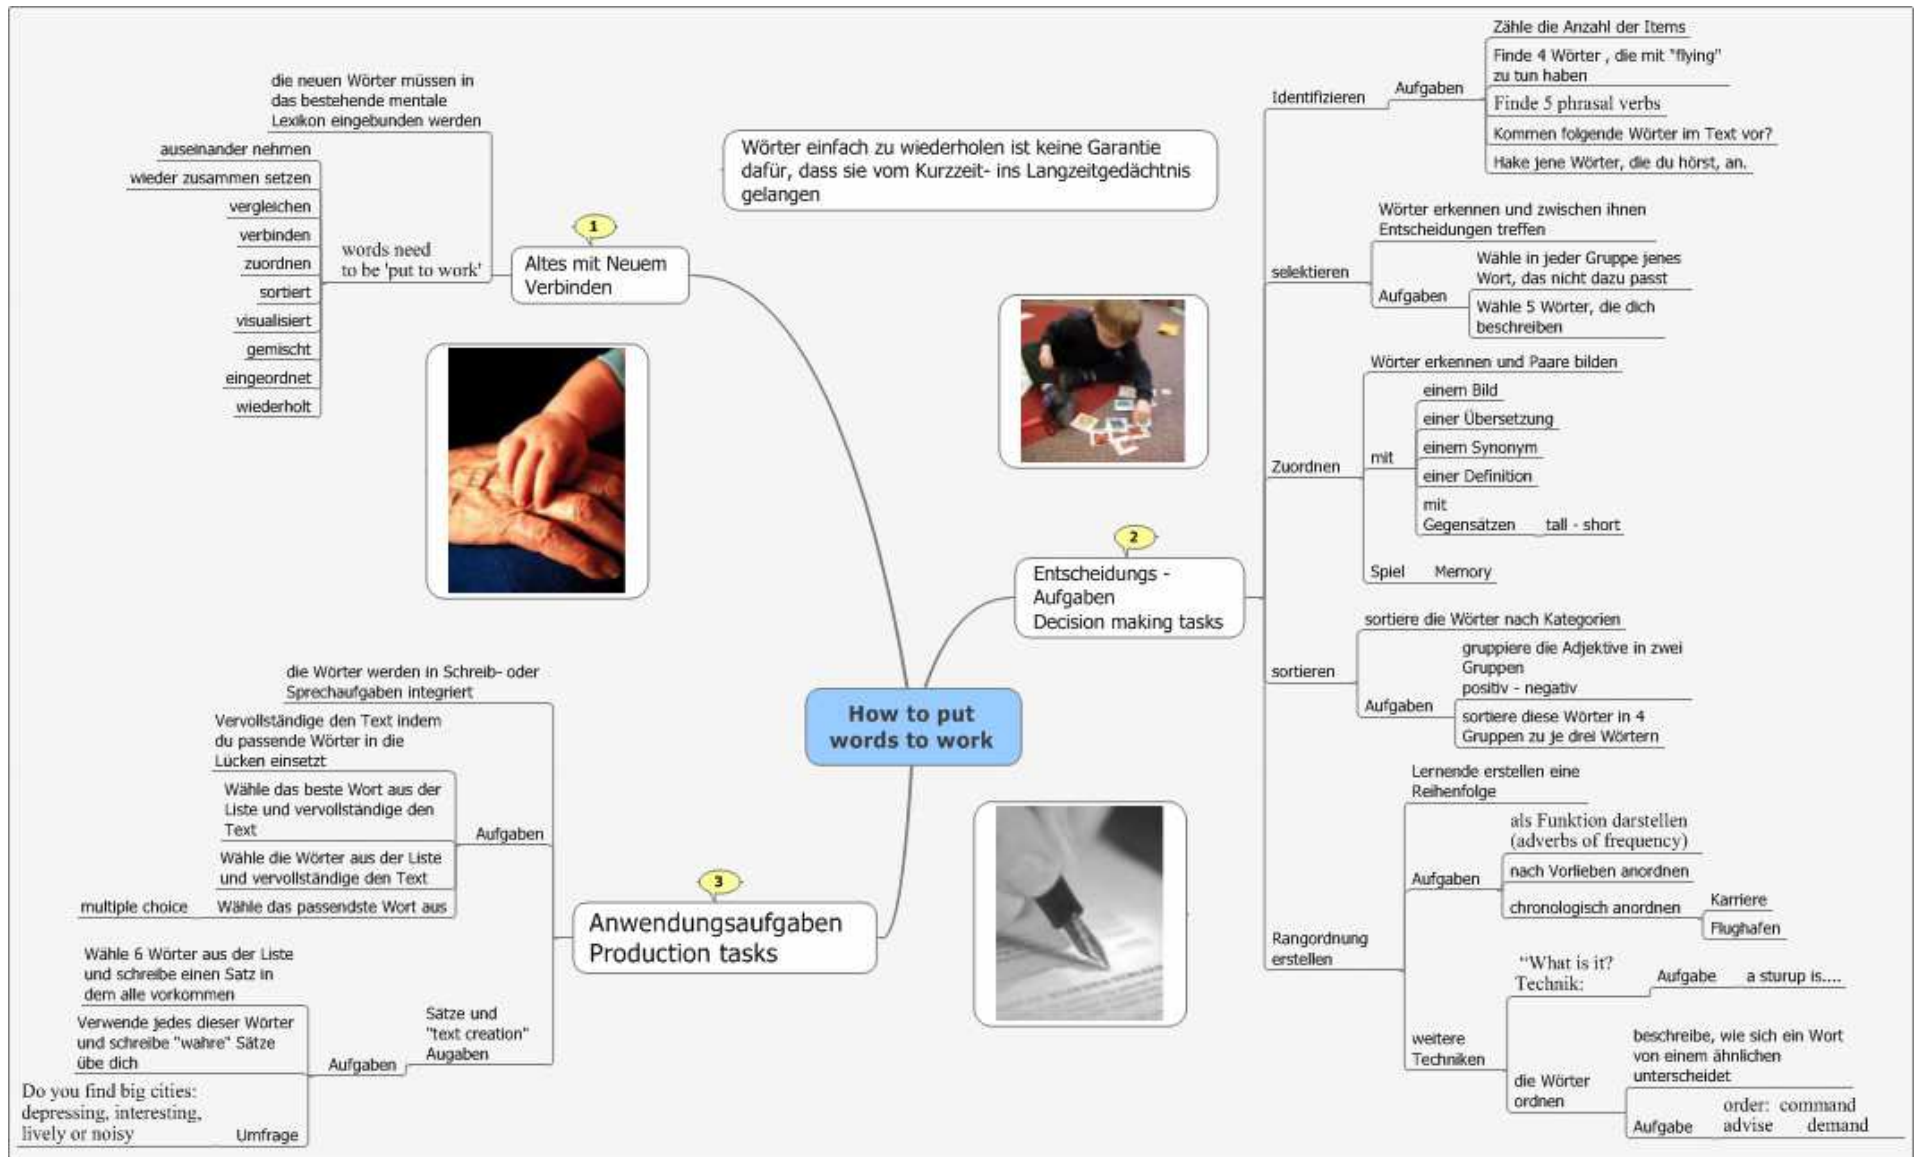 How to put
words to work
Wörter einfach zu wiederholen ist keine Garantie
dafür, dass sie vom Kurzzeit- ins Langzeitgedächtnis
gelangen
1
Altes mit Neuem
Verbinden
die neuen Wörter müssen in
das bestehende mentale
Lexikon eingebunden werden
words need
to be 'put to work'
auseinander nehmen
wieder zusammen setzen
vergleichen
verbinden
zuordnen
sortiert
visualisiert
gemischt
eingeordnet
wiederholt
2
Entscheidungs -
Aufgaben
Decision making tasks
Identifizieren
Aufgaben
Zähle die Anzahl der Items
Finde 4 Wörter , die mit "flying"
zu tun haben
Finde 5 phrasal verbs
Kommen folgende Wörter im Text vor?
Hake jene Wörter, die du hörst, an.
selektieren
Wörter erkennen und zwischen ihnen
Entscheidungen treffen
Aufgaben
Wähle in jeder Gruppe jenes
Wort, das nicht dazu passt
Wähle 5 Wörter, die dich
beschreiben
Zuordnen
Wörter erkennen und Paare bilden
mit
einem Bild
einer Übersetzung
einem Synonym
einer Definition
mit
Gegensätzen tall - short
Spiel Memory
sortieren
sortiere die Wörter nach Kategorien
Aufgaben
gruppiere die Adjektive in zwei
Gruppen
positiv - negativ
sortiere diese Wörter in 4
Gruppen zu je drei Wörtern
Rangordnung
erstellen
Lernende erstellen eine
Reihenfolge
Aufgaben
als Funktion darstellen
(adverbs of frequency)
nach Vorlieben anordnen
chronologisch anordnen
Karriere
Flughafen
weitere
Techniken
"What is it?
Technik:
Aufgabe a sturup is....
die Wörter
ordnen
beschreibe, wie sich ein Wort
von einem ähnlichen
unterscheidet
Aufgabe
order: command
advise demand
3
Anwendungsaufgaben
Production tasks
die Wörter werden in Schreib- oder
Sprechaufgaben integriert
Aufgaben
Vervollständige den Text indem
du passende Wörter in die
Lücken einsetzt
Wähle das beste Wort aus der
Liste und vervollständige den
Text
Wähle die Wörter aus der Liste
und vervollständige den Text
multiple choice Wähle das passendste Wort aus
Sätze und
"text creation"
Augaben
Aufgaben
Wähle 6 Wörter aus der Liste
und schreibe einen Satz in
dem alle vorkommen
Verwende jedes dieser Wörter
und schreibe "wahre" Sätze
übe dich
Do you find big cities:
depressing, interesting,
lively or noisy Umfrage